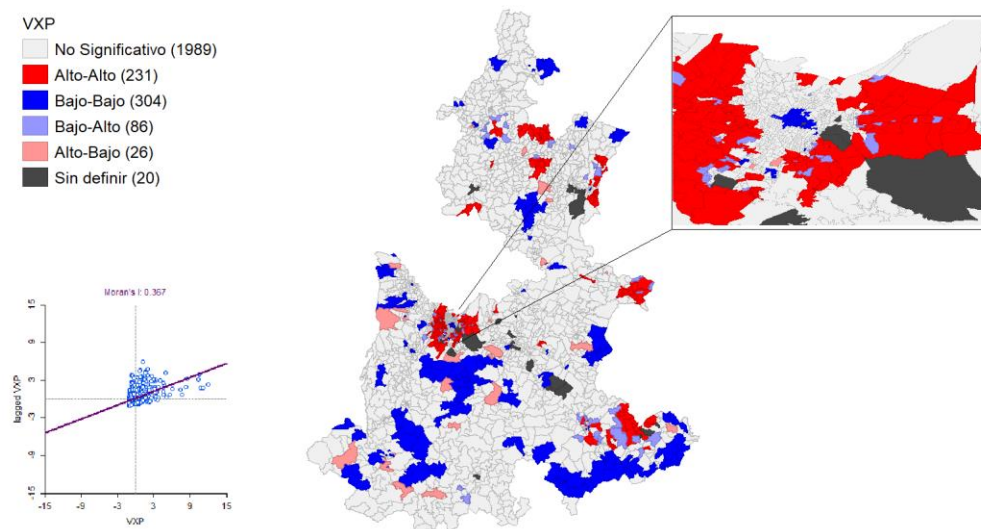 VXP
No Significativo (1989)
Alto-Alto (231)
Bajo-Bajo (304)
Bajo-Alto (86)
Alto-Bajo (26)
Sin definir (20)
Moran's I: 0.367
15
9
3
-3
-9
-15
lagged VXP
-15
-9
-3
3
9
15
VXP